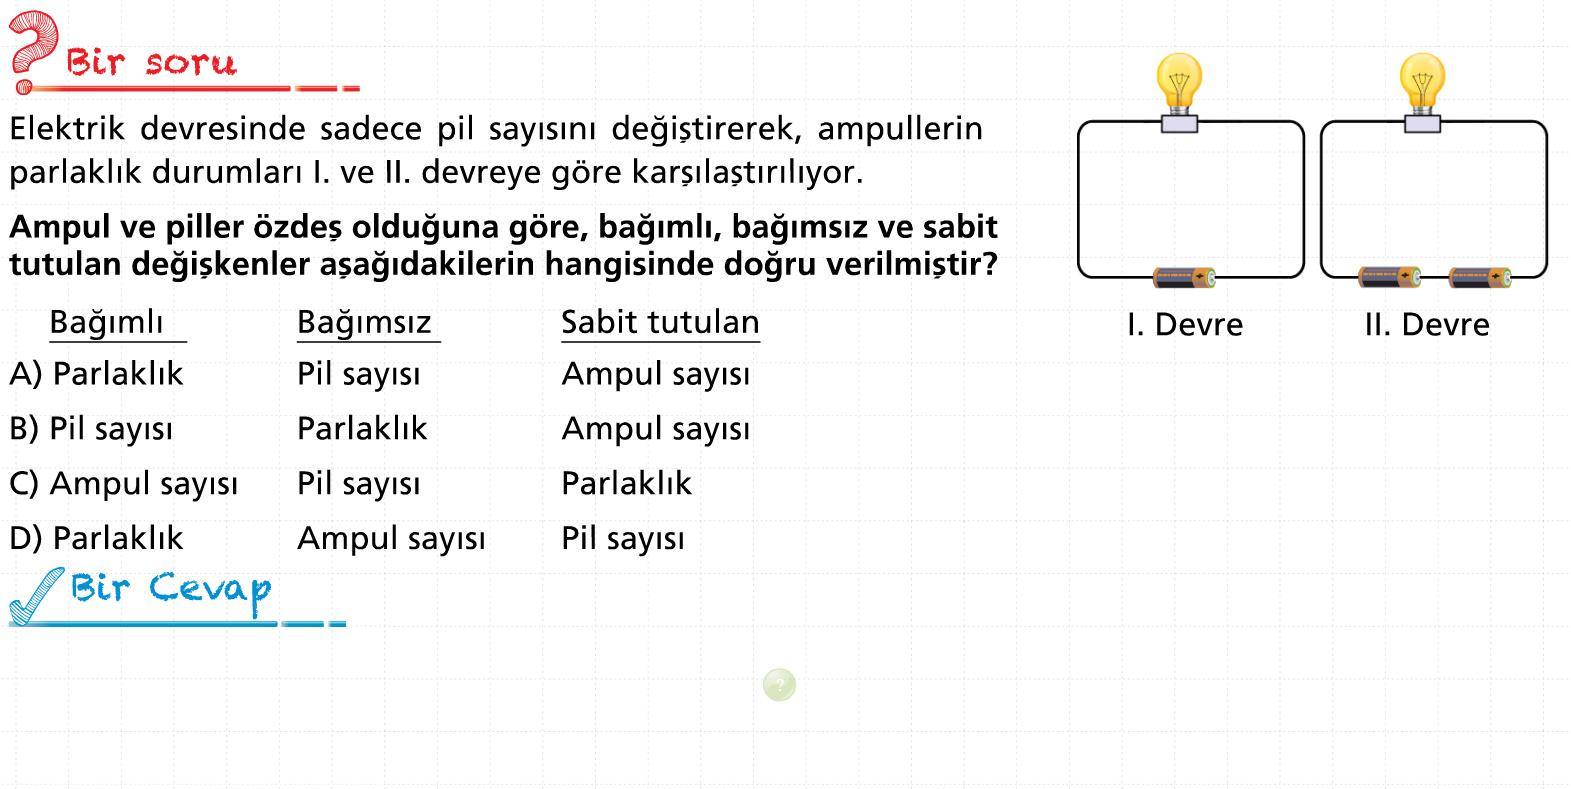 Bir soru
Elektrik devresinde sadece pil sayısını değiştirerek, ampullerin
parlaklık durumları I. ve II. devreye göre karşılaştırılıyor.
Ampul ve piller özdeş olduğuna göre, bağımlı, bağımsız ve sabit
tutulan değişkenler aşağıdakilerin hangisinde doğru verilmiştir?
Bağımlı Bağımsız Sabit tutulan
A) Parlaklık Pil sayısı Ampul sayısı
B) Pil sayısı Parlaklık Ampul sayısı
C) Ampul sayısı Pil sayısı Parlaklık
D) Parlaklık Ampul sayısı Pil sayısı
I. Devre II. Devre
Bir Cevap
?